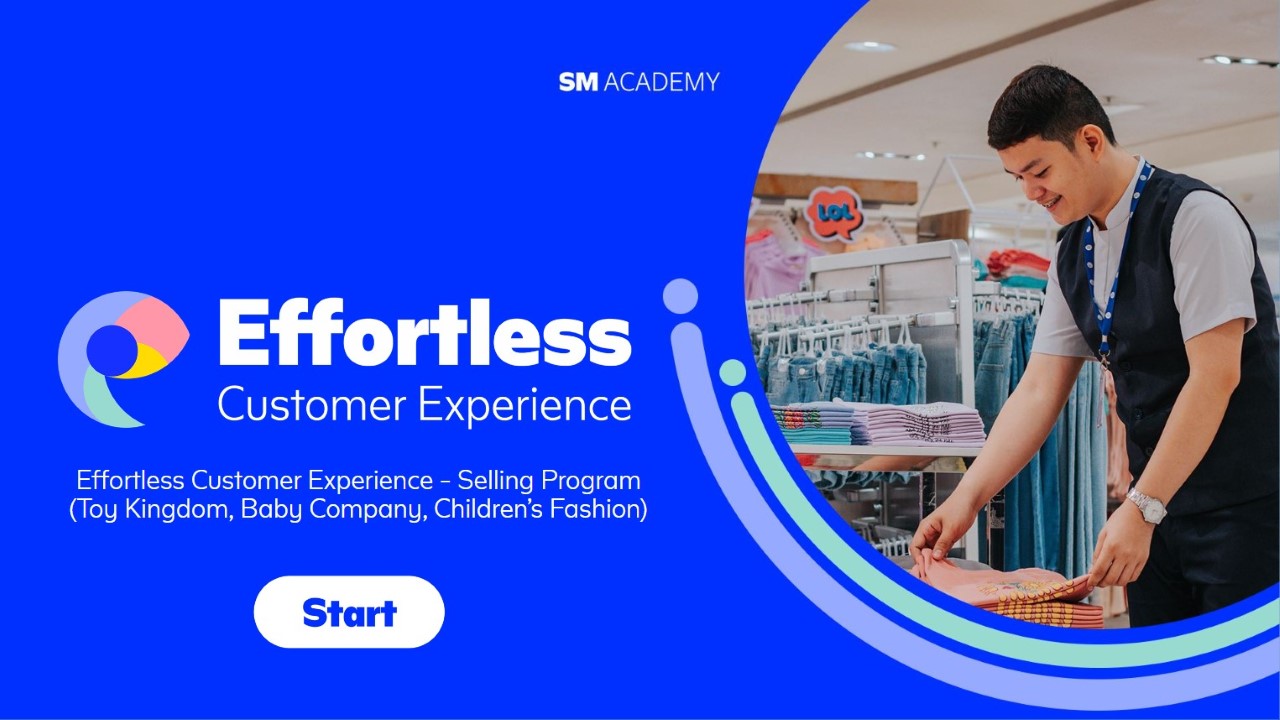 SM ACADEMY
LOL
Effortless
Customer Experience
Effortless Customer Experience – Selling Program
(Toy Kingdom, Baby Company, Children's Fashion)
Start